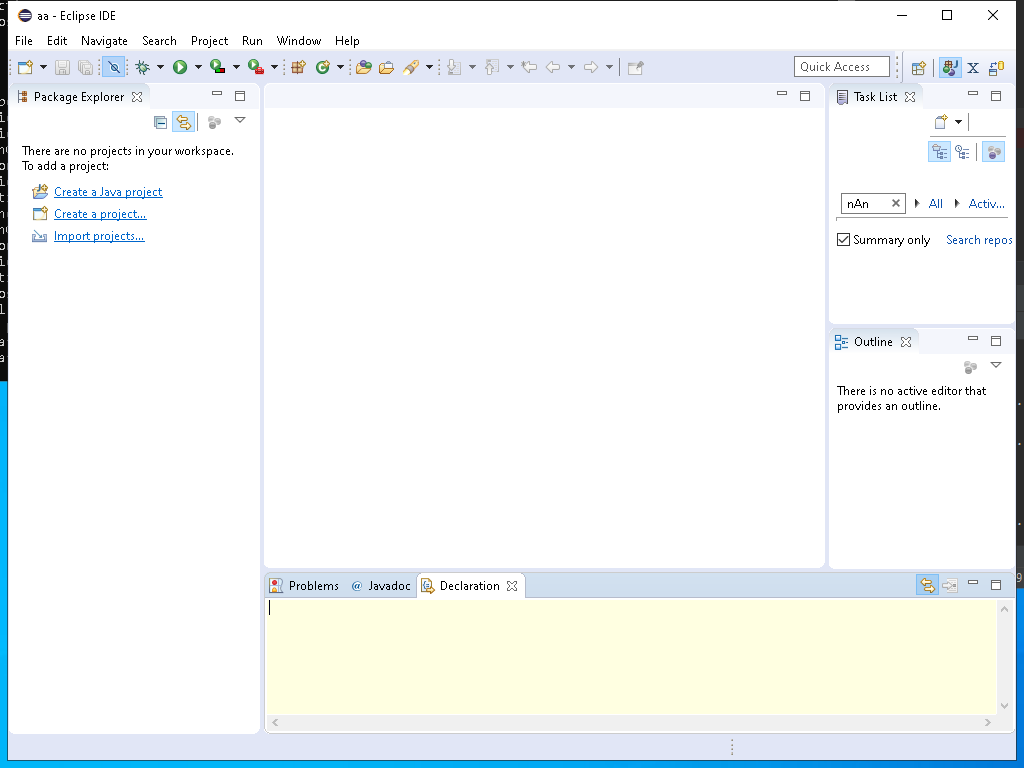 aa - Eclipse IDE
File Edit Navigate Search Project Run Window Help
Quick Access
Package Explorer
There are no projects in your workspace.
To add a project:
Create a Java project
Create a project...
Import projects...
Task List
nAn
All
Activ...
Summary only
Search repos
Outline
There is no active editor that
provides an outline.
Problems
@ Javadoc
Declaration